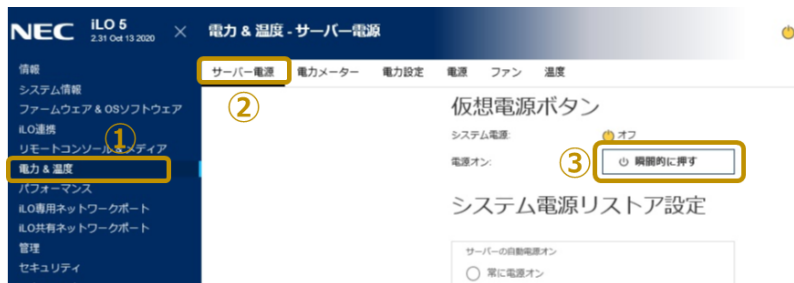 NEC iLO 5
2.31 Oct 13 2020
× 電力 & 温度 - サーバー電源
情報
システム情報
ファームウェア & OSソフトウェア
iLO連携
①
リモートコンソール & メディア
電力 & 温度
パフォーマンス
iLO専用ネットワークポート
iLO共有ネットワークポート
管理
セキュリティ
サーバー電源 電力メーター 電力設定 電源 ファン 温度
②
仮想電源ボタン
システム電源: オフ
電源オン: ③ 瞬間的に押す
システム電源リストア設定
サーバーの自動電源オン
常に電源オン